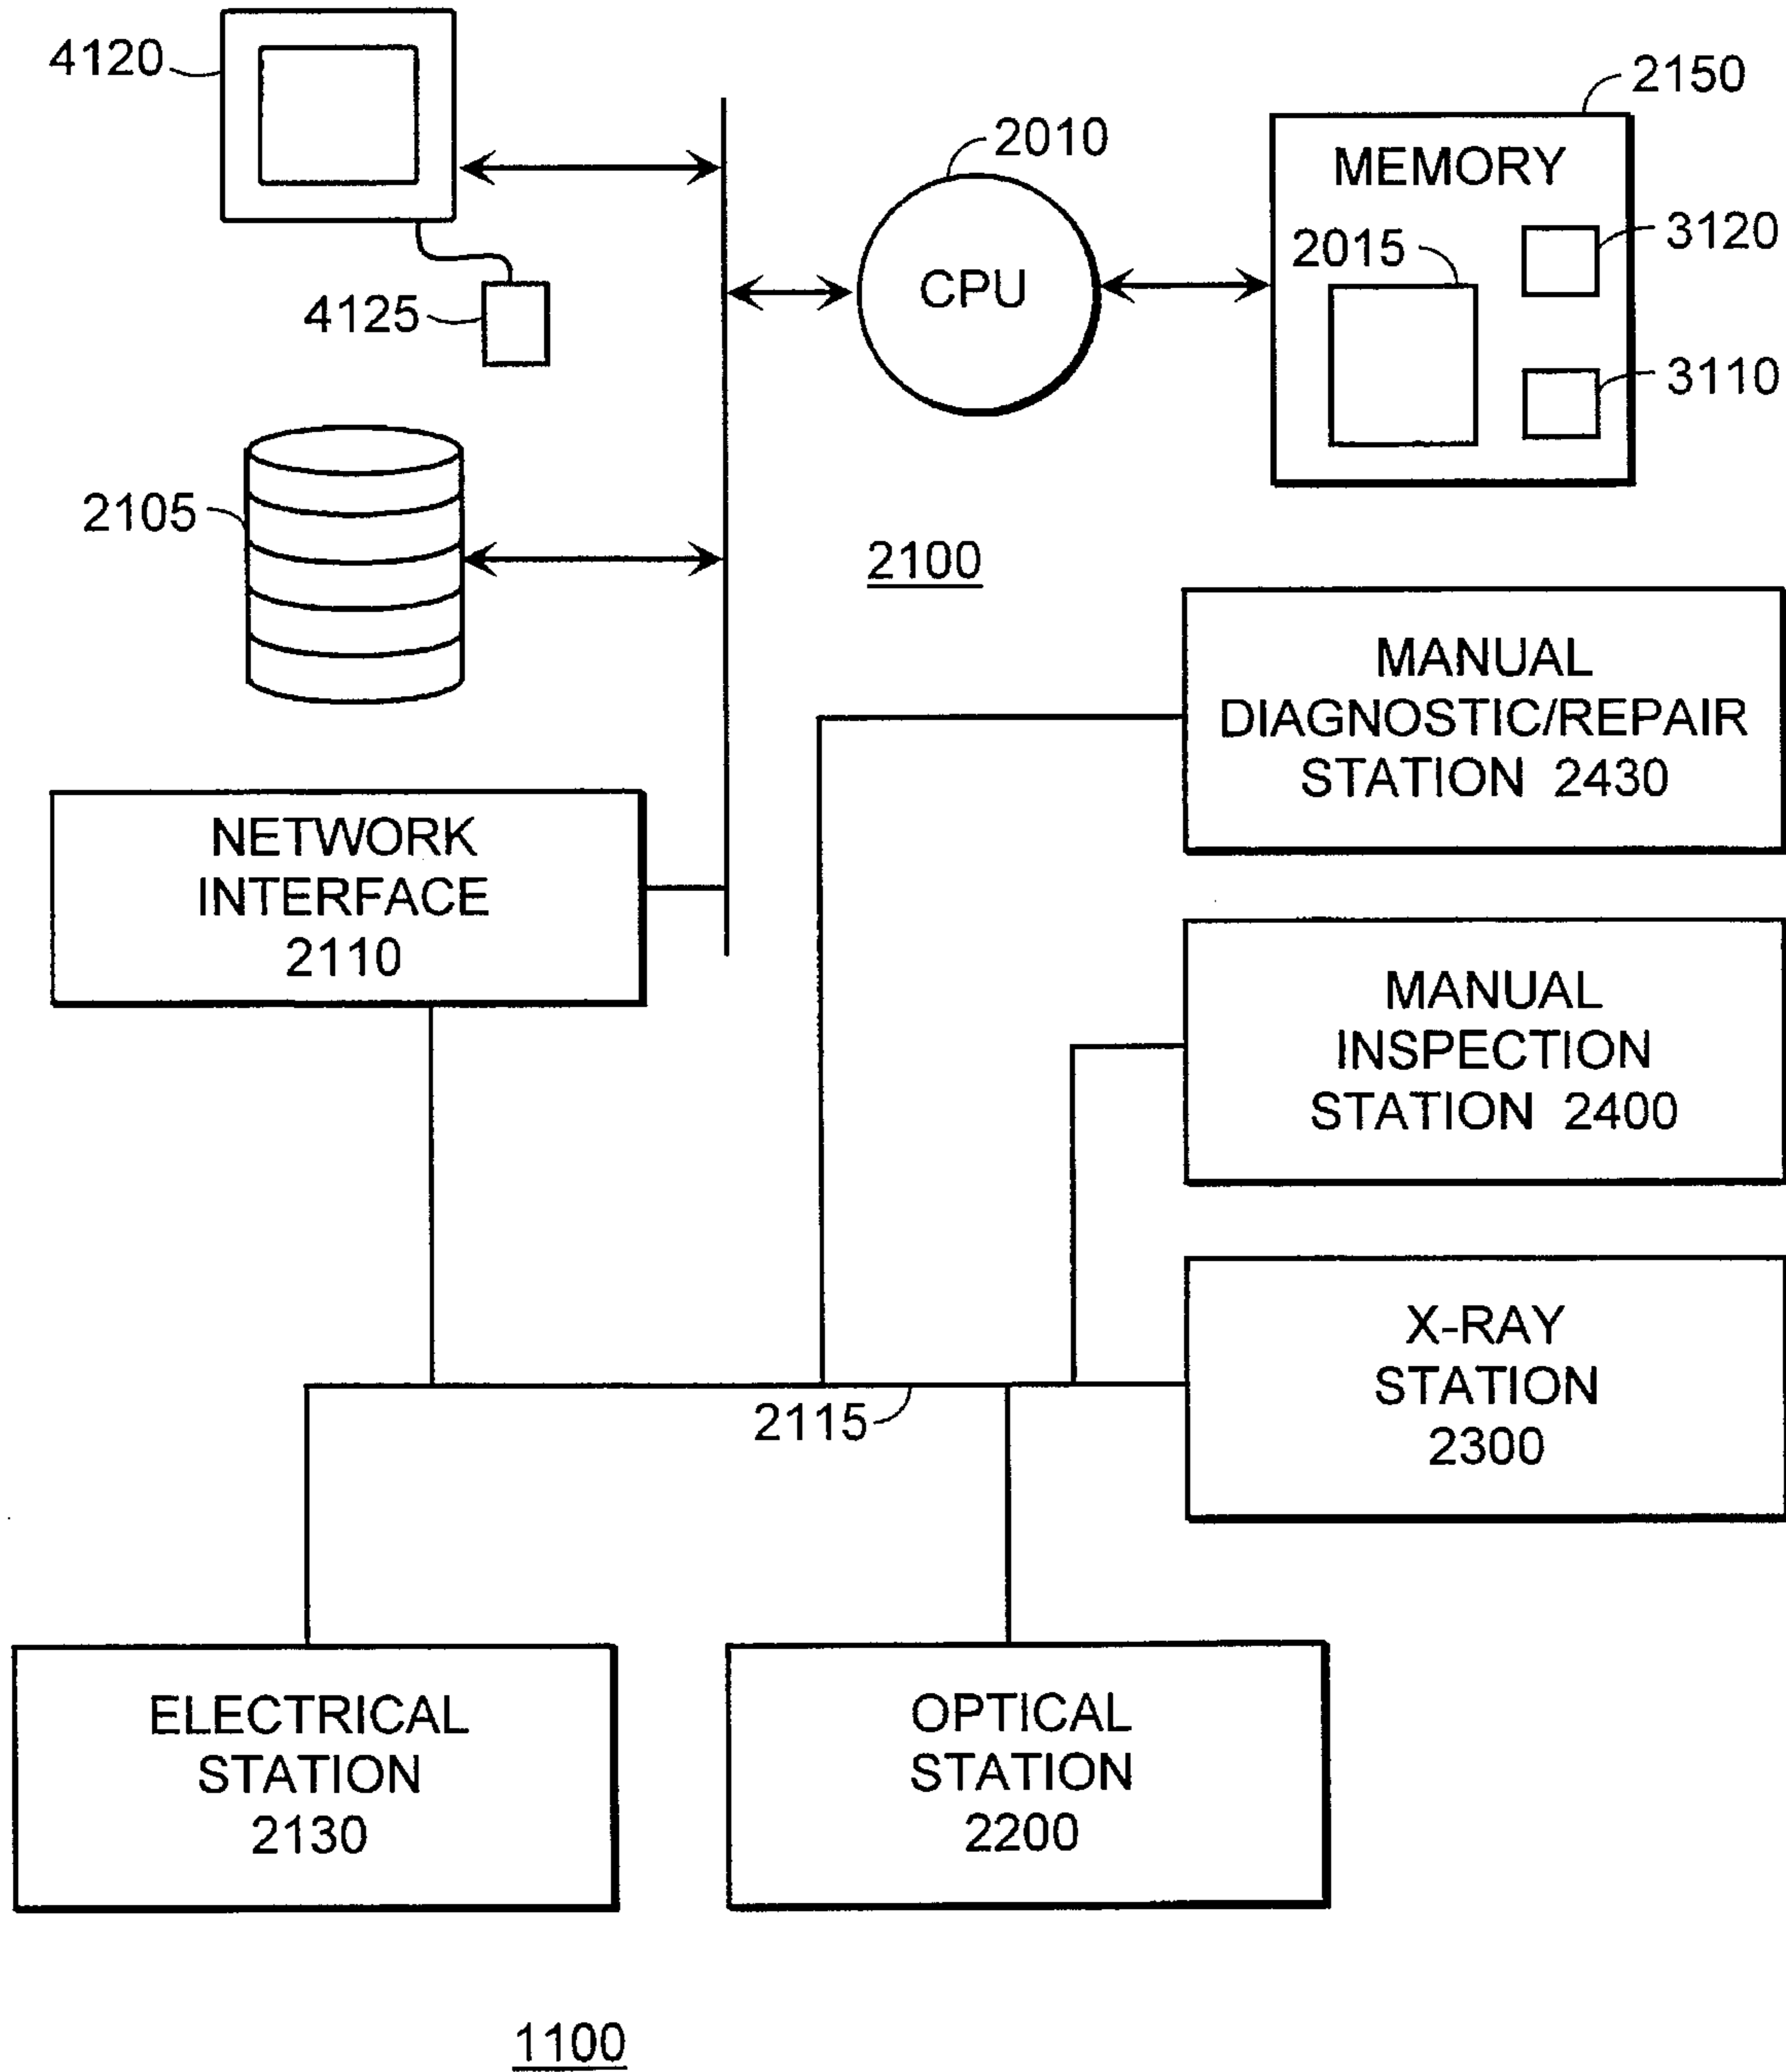 4120
2150
2010
MEMORY
3120
2015
CPU
4125
3110
2105
2100
MANUAL
DIAGNOSTIC/REPAIR
STATION 2430
NETWORK
INTERFACE
2110
MANUAL
INSPECTION
STATION 2400
X-RAY
STATION
2300
2115
ELECTRICAL
STATION
2130
OPTICAL
STATION
2200
1100